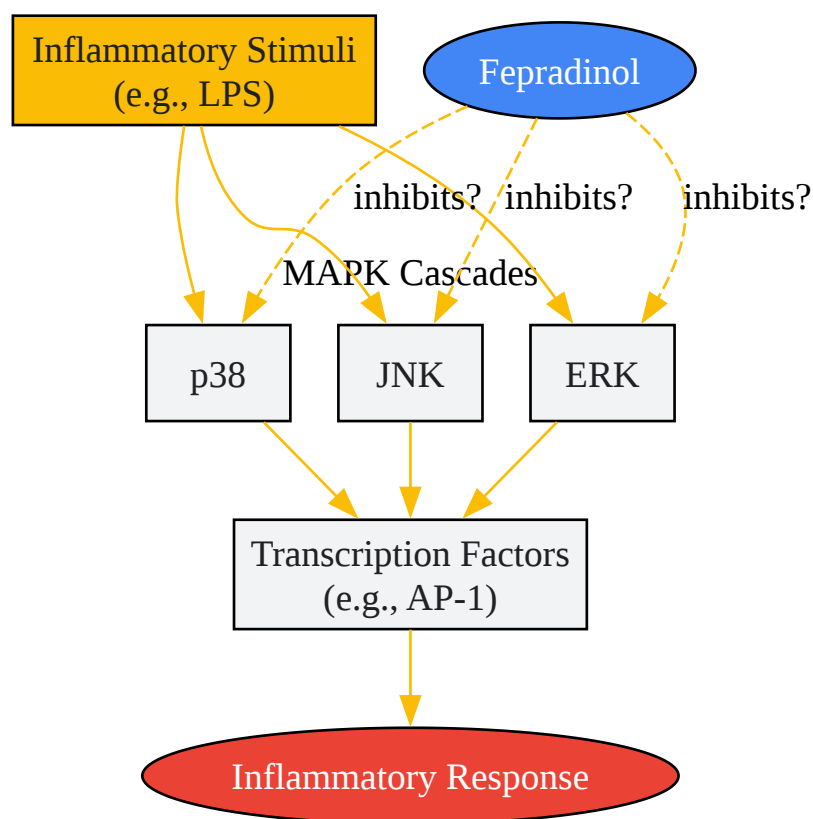 Inflammatory Stimuli
(e.g., LPS)
Fepradinol
inhibits?
inhibits?
inhibits?
MAPK Cascades
p38
JNK
ERK
Transcription Factors
(e.g., AP-1)
Inflammatory Response